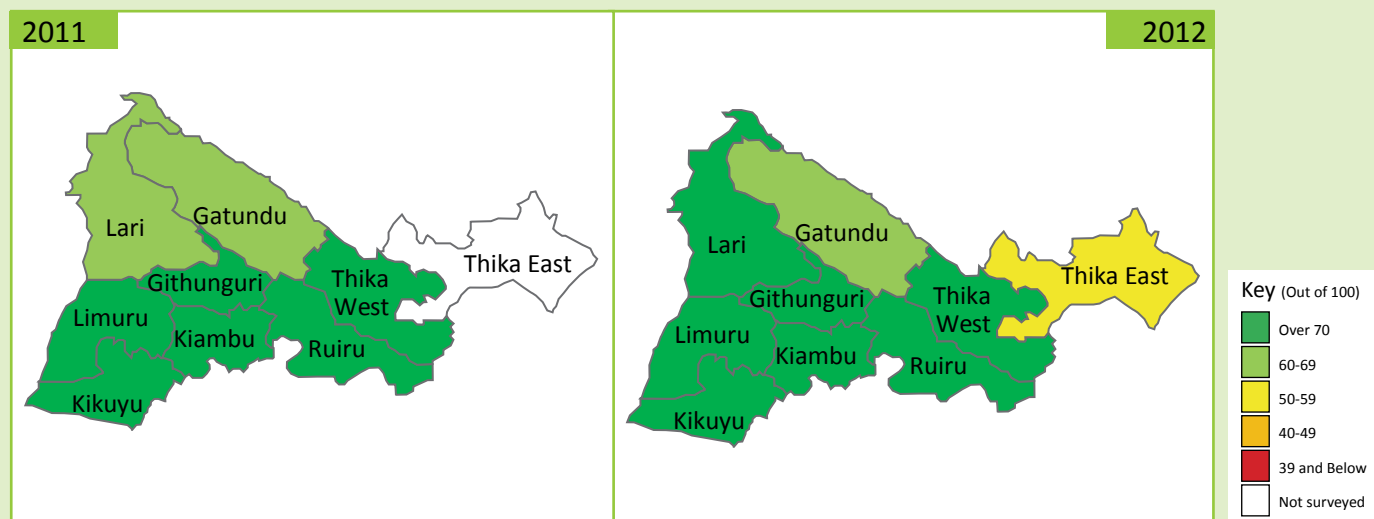 2011
Lari
Gatundu
Thika East
Githunguri
Thika
West
Limuru
Kiambu
Ruiru
Kikuyu
2012
Lari
Gatundu
Thika East
Githunguri
Thika
West
Limuru
Kiambu
Ruiru
Kikuyu
Key (Out of 100)
Over 70
60-69
50-59
40-49
39 and Below
Not surveyed